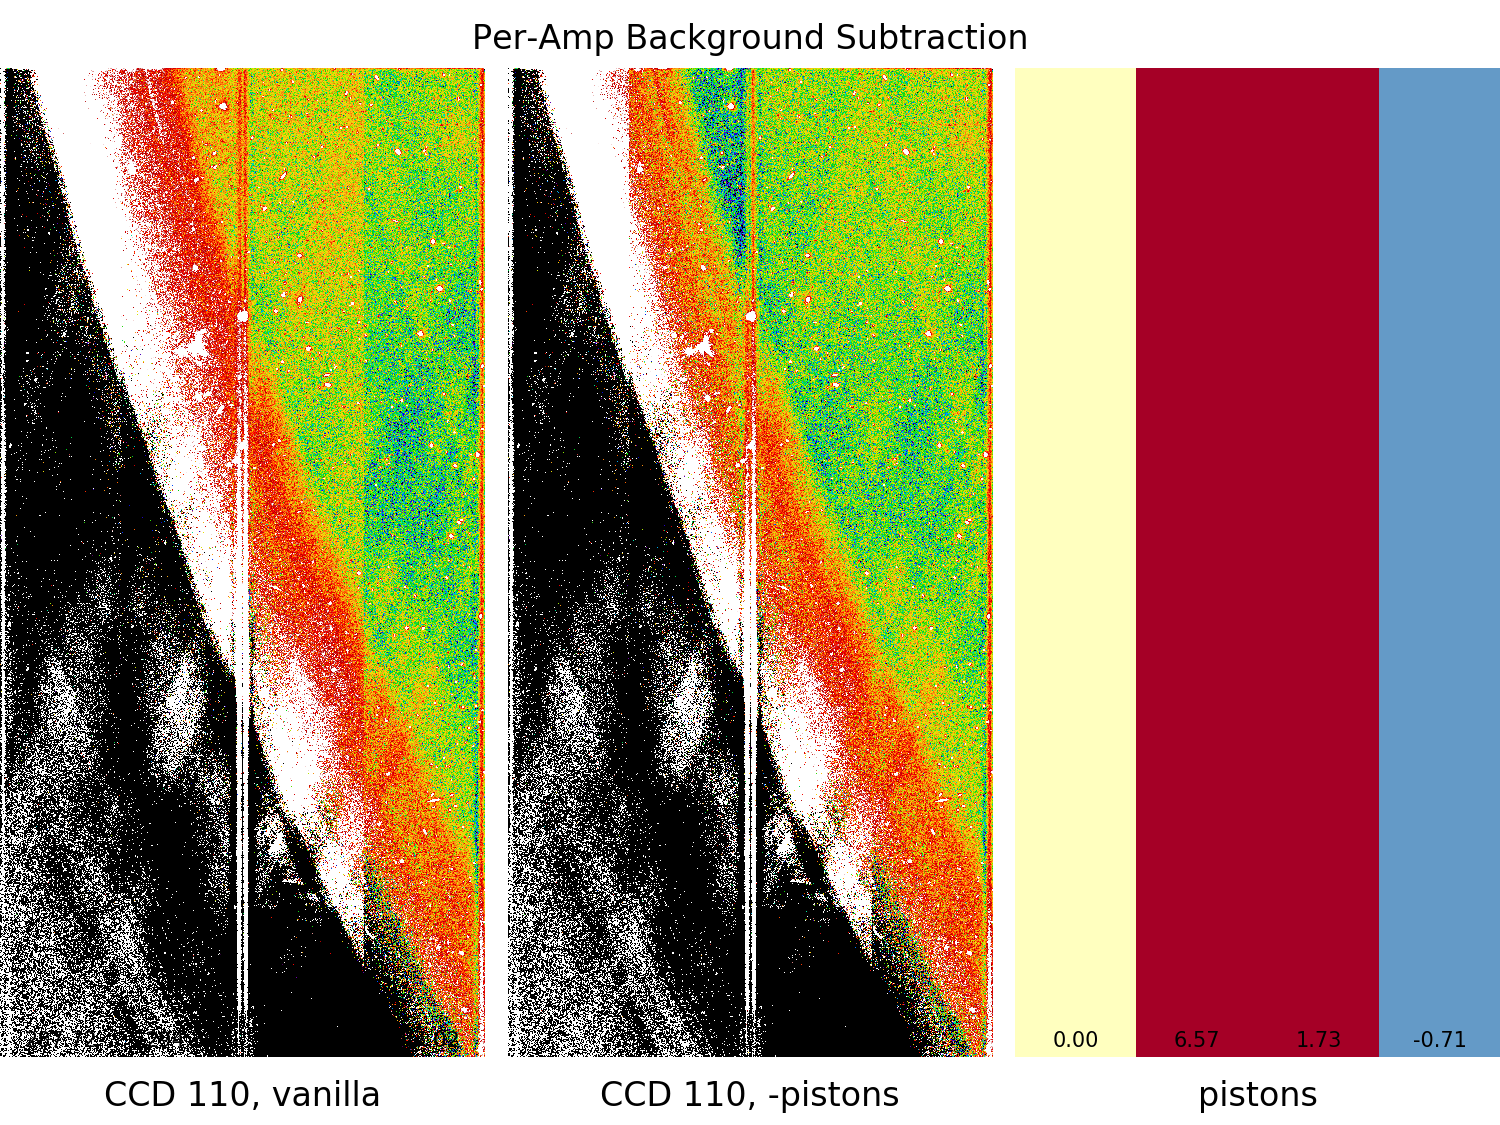 Per-Amp Background Subtraction
0.00 6.57 1.73 -0.71
CCD 110, vanilla CCD 110, -pistons pistons